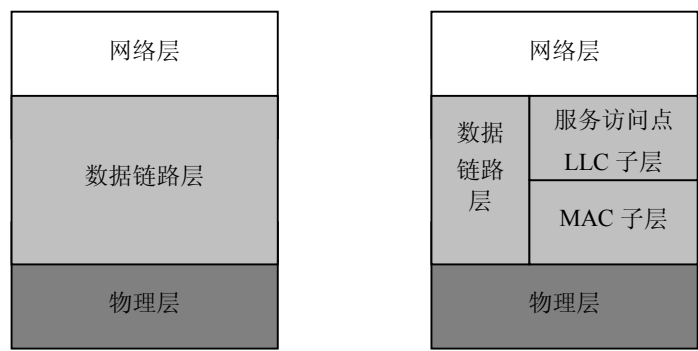 网络层
数据链路层
物理层
网络层
数据
链路
层
服务访问点
LLC 子层
MAC 子层
物理层